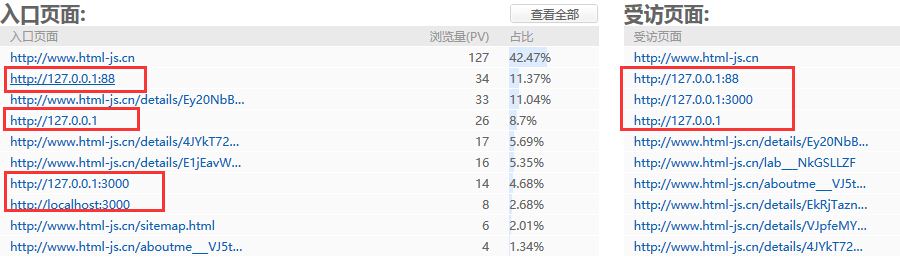 入口页面:
查看全部
入口页面 浏览量(PV) 占比
http://www.html-js.cn 127 42.47%
http://127.0.0.1:88 34 11.37%
http://www.html-js.cn/details/Ey20NbB... 33 11.04%
http://127.0.0.1 26 8.7%
http://www.html-js.cn/details/4JYkT72... 17 5.69%
http://www.html-js.cn/details/E1jEavW... 16 5.35%
http://127.0.0.1:3000 14 4.68%
http://localhost:3000 8 2.68%
http://www.html-js.cn/sitemap.html 6 2.01%
http://www.html-js.cn/aboutme___VJ5t... 4 1.34%
受访页面:
受访页面
http://www.html-js.cn
http://127.0.0.1:88
http://127.0.0.1:3000
http://127.0.0.1
http://www.html-js.cn/details/Ey20NbB...
http://www.html-js.cn/lab___NkGSLLZF
http://www.html-js.cn/aboutme___VJ5t...
http://www.html-js.cn/details/EkRjTazn...
http://www.html-js.cn/details/VJpfeMY...
http://www.html-js.cn/details/4JYkT72...